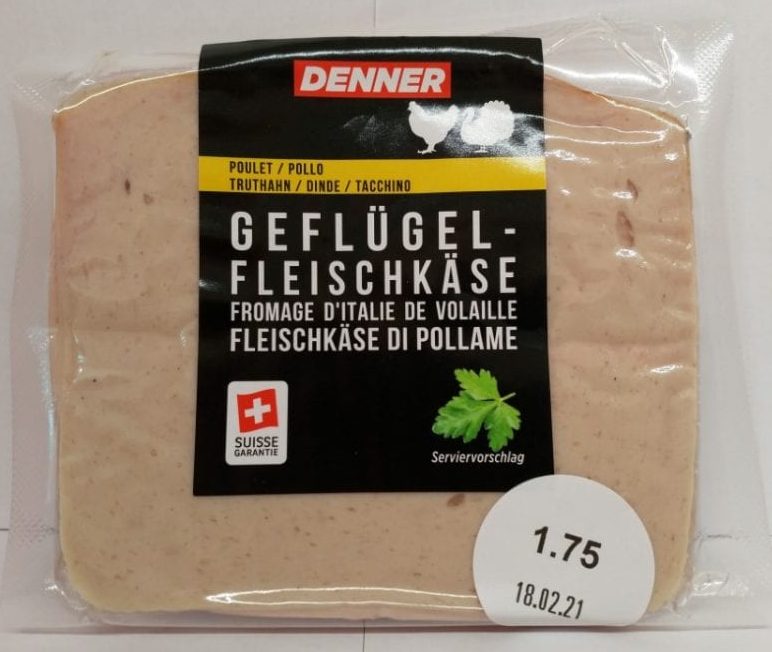 DENNER
POULET / POLLO
TRUTHAHN / DINDE / TACCHINO
GEFLÜGEL-
FLEISCHKÄSE
FROMAGE D'ITALIE DE VOLAILLE
FLEISCHKÄSE DI POLLAME
SUISSE
GARANTIE
Serviervorschlag
1.75
18.02.21